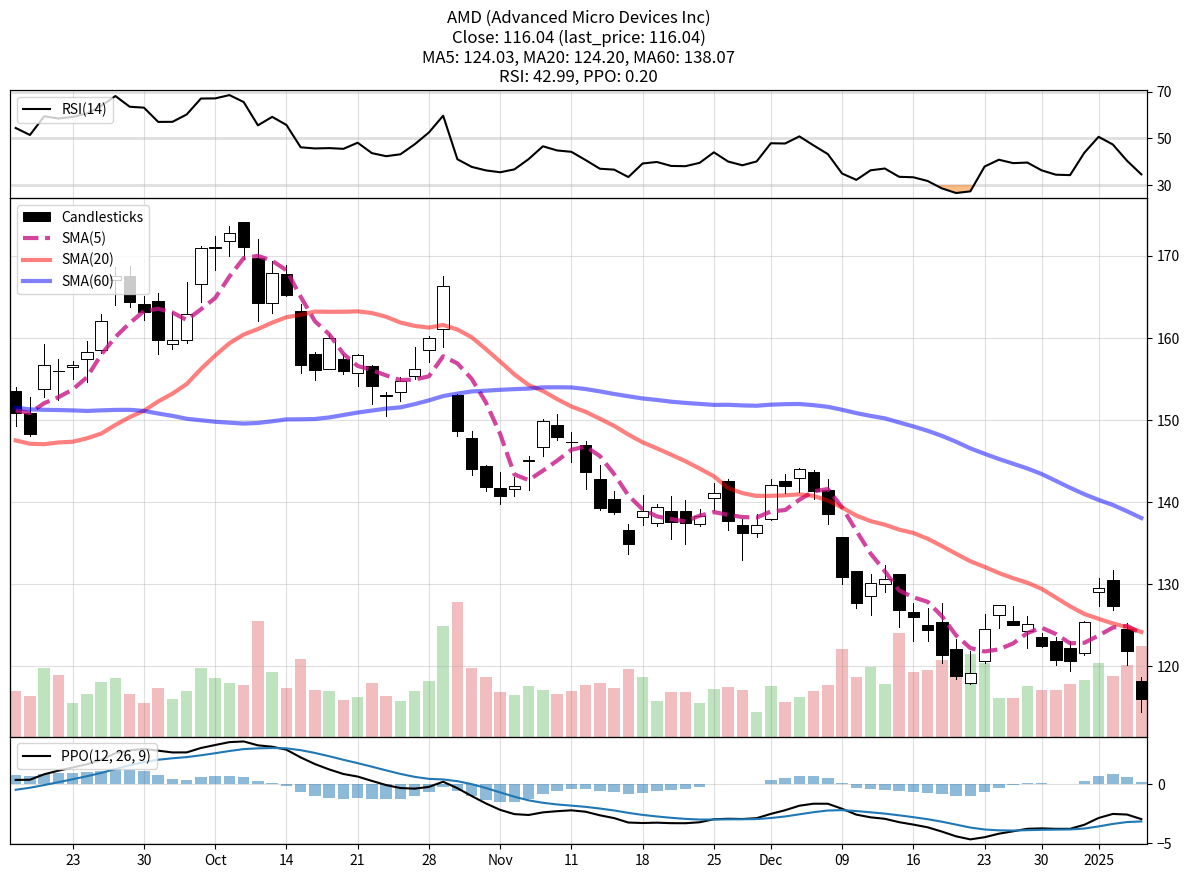 AMD (Advanced Micro Devices Inc)
Close: 116.04 (last_price: 116.04)
MA5: 124.03, MA20: 124.20, MA60: 138.07
RSI: 42.99, PPO: 0.20
RSI(14)
70
50
30
Candlesticks
SMA(5)
SMA(20)
SMA(60)
170
160
150
140
130
120
PPO(12, 26, 9)
0
−5
23 30 Oct 14 21 28 Nov 11 18 25 Dec 09 16 23 30 2025